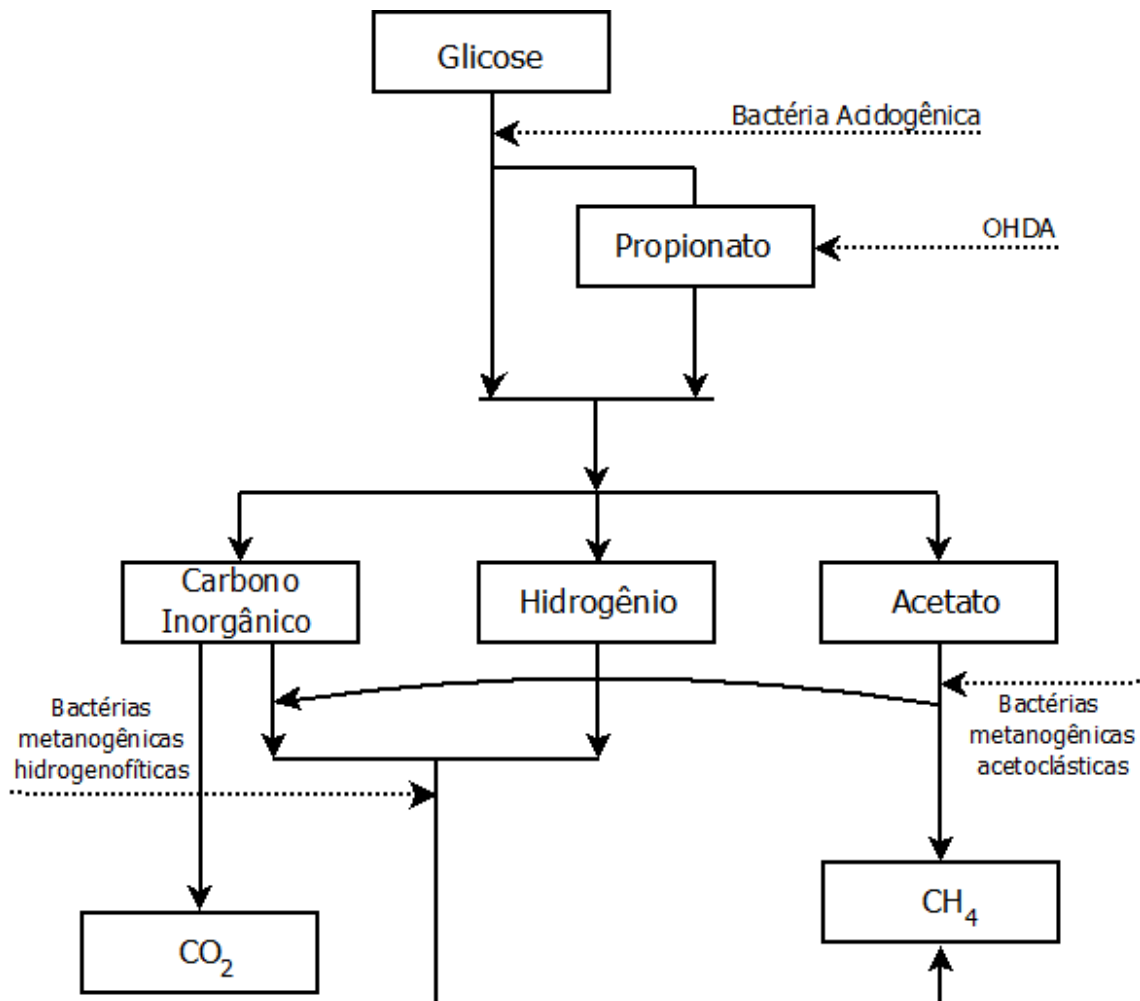 Glicose
Bactéria Acidogênica
Propionato
OHDA
Carbono
Inorgânico
Hidrogênio
Acetato
Bactérias
metanogênicas
hidrogenofíticas
Bactérias
metanogênicas
acetoclásticas
CO2
CH4